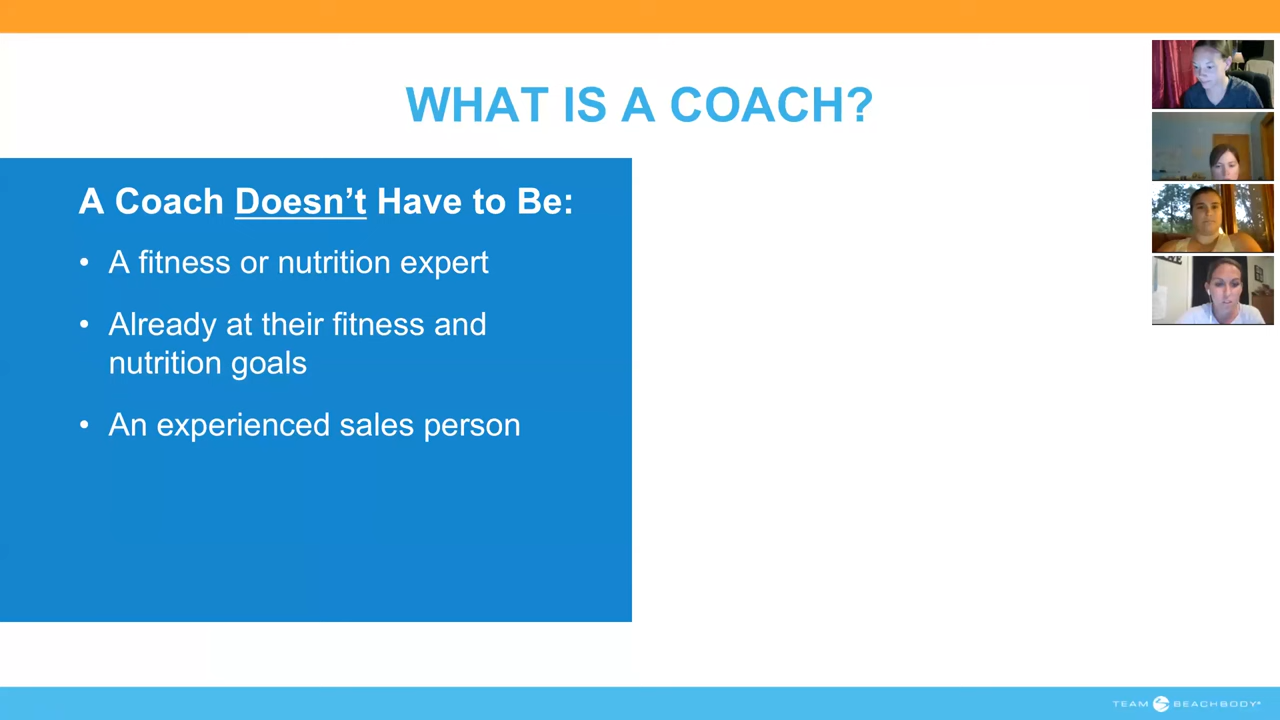 WHAT IS A COACH?
A Coach Doesn’t Have to Be:
• A fitness or nutrition expert
• Already at their fitness and
nutrition goals
• An experienced sales person
TEAM BEACHBODY®